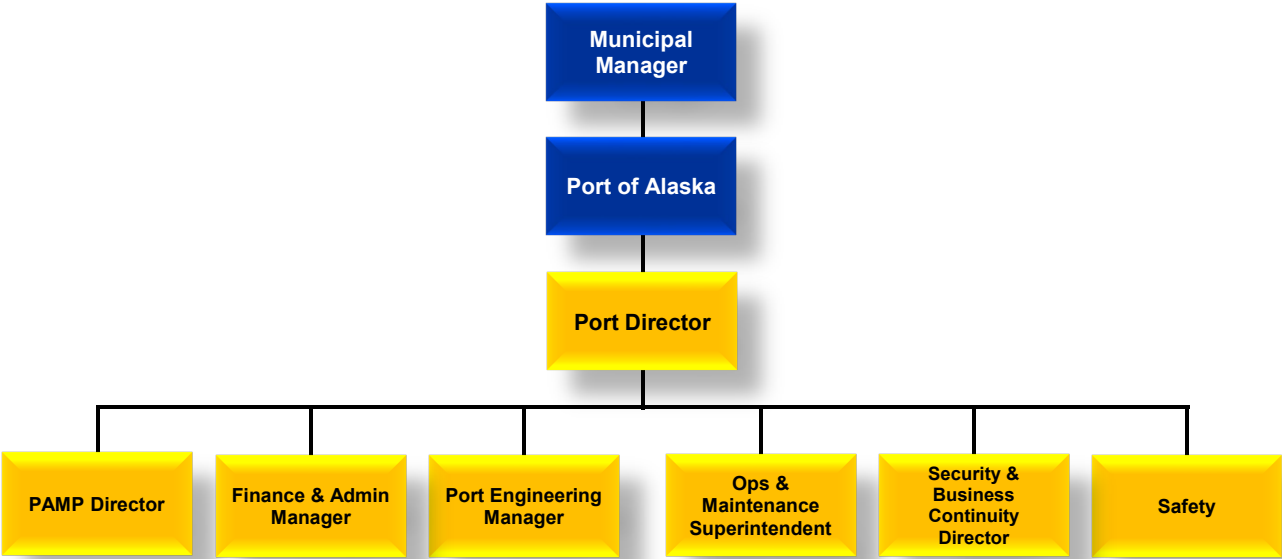 Municipal
Manager
Port of Alaska
Port Director
PAMP Director
Finance & Admin
Manager
Port Engineering
Manager
Ops &
Maintenance
Superintendent
Security &
Business
Continuity
Director
Safety